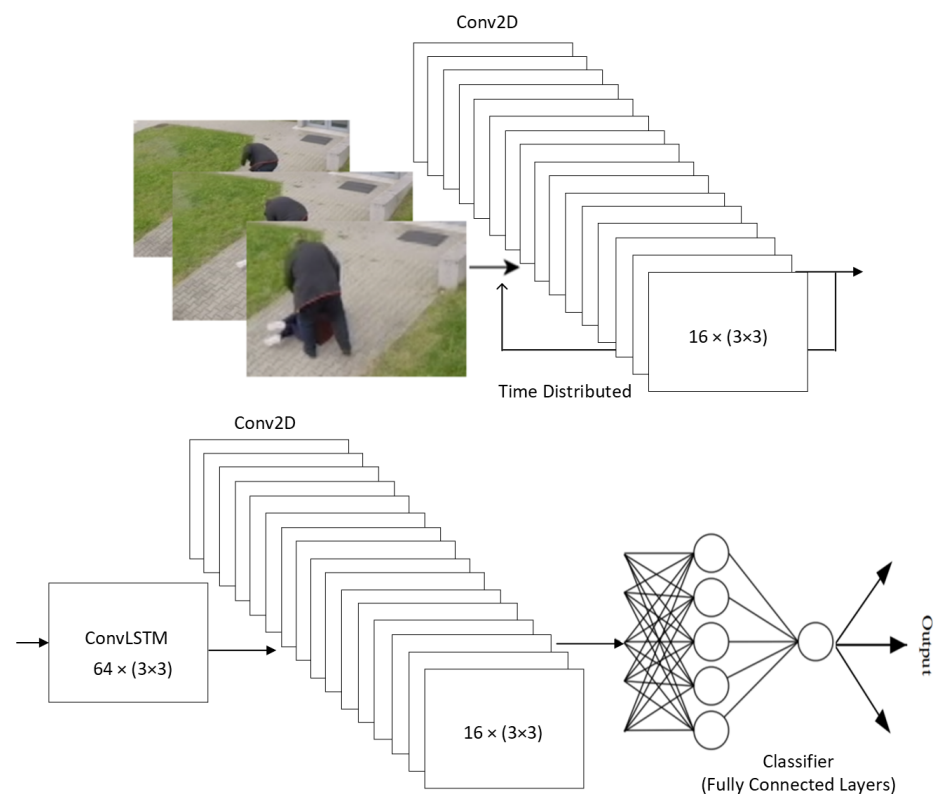 Conv2D
16 × (3×3)
Time Distributed
Conv2D
ConvLSTM
64 × (3×3)
16 × (3×3)
Output
Classifier
(Fully Connected Layers)